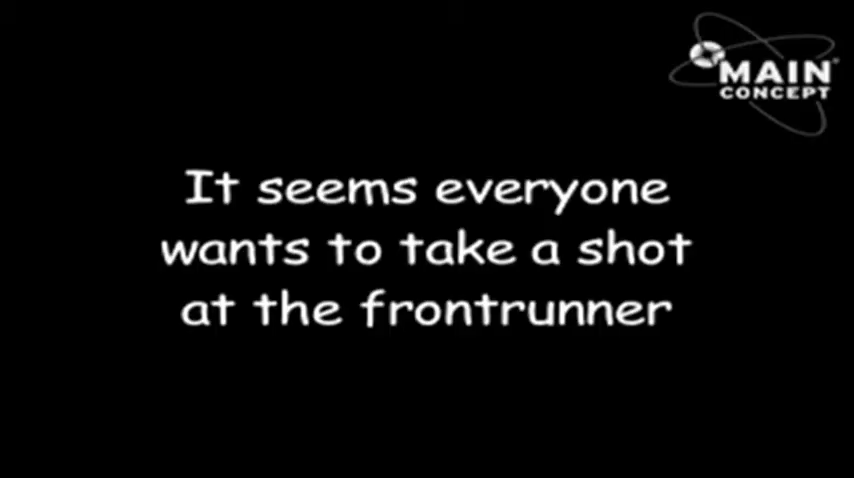 MAIN
CONCEPT
It seems everyone
wants to take a shot
at the frontrunner